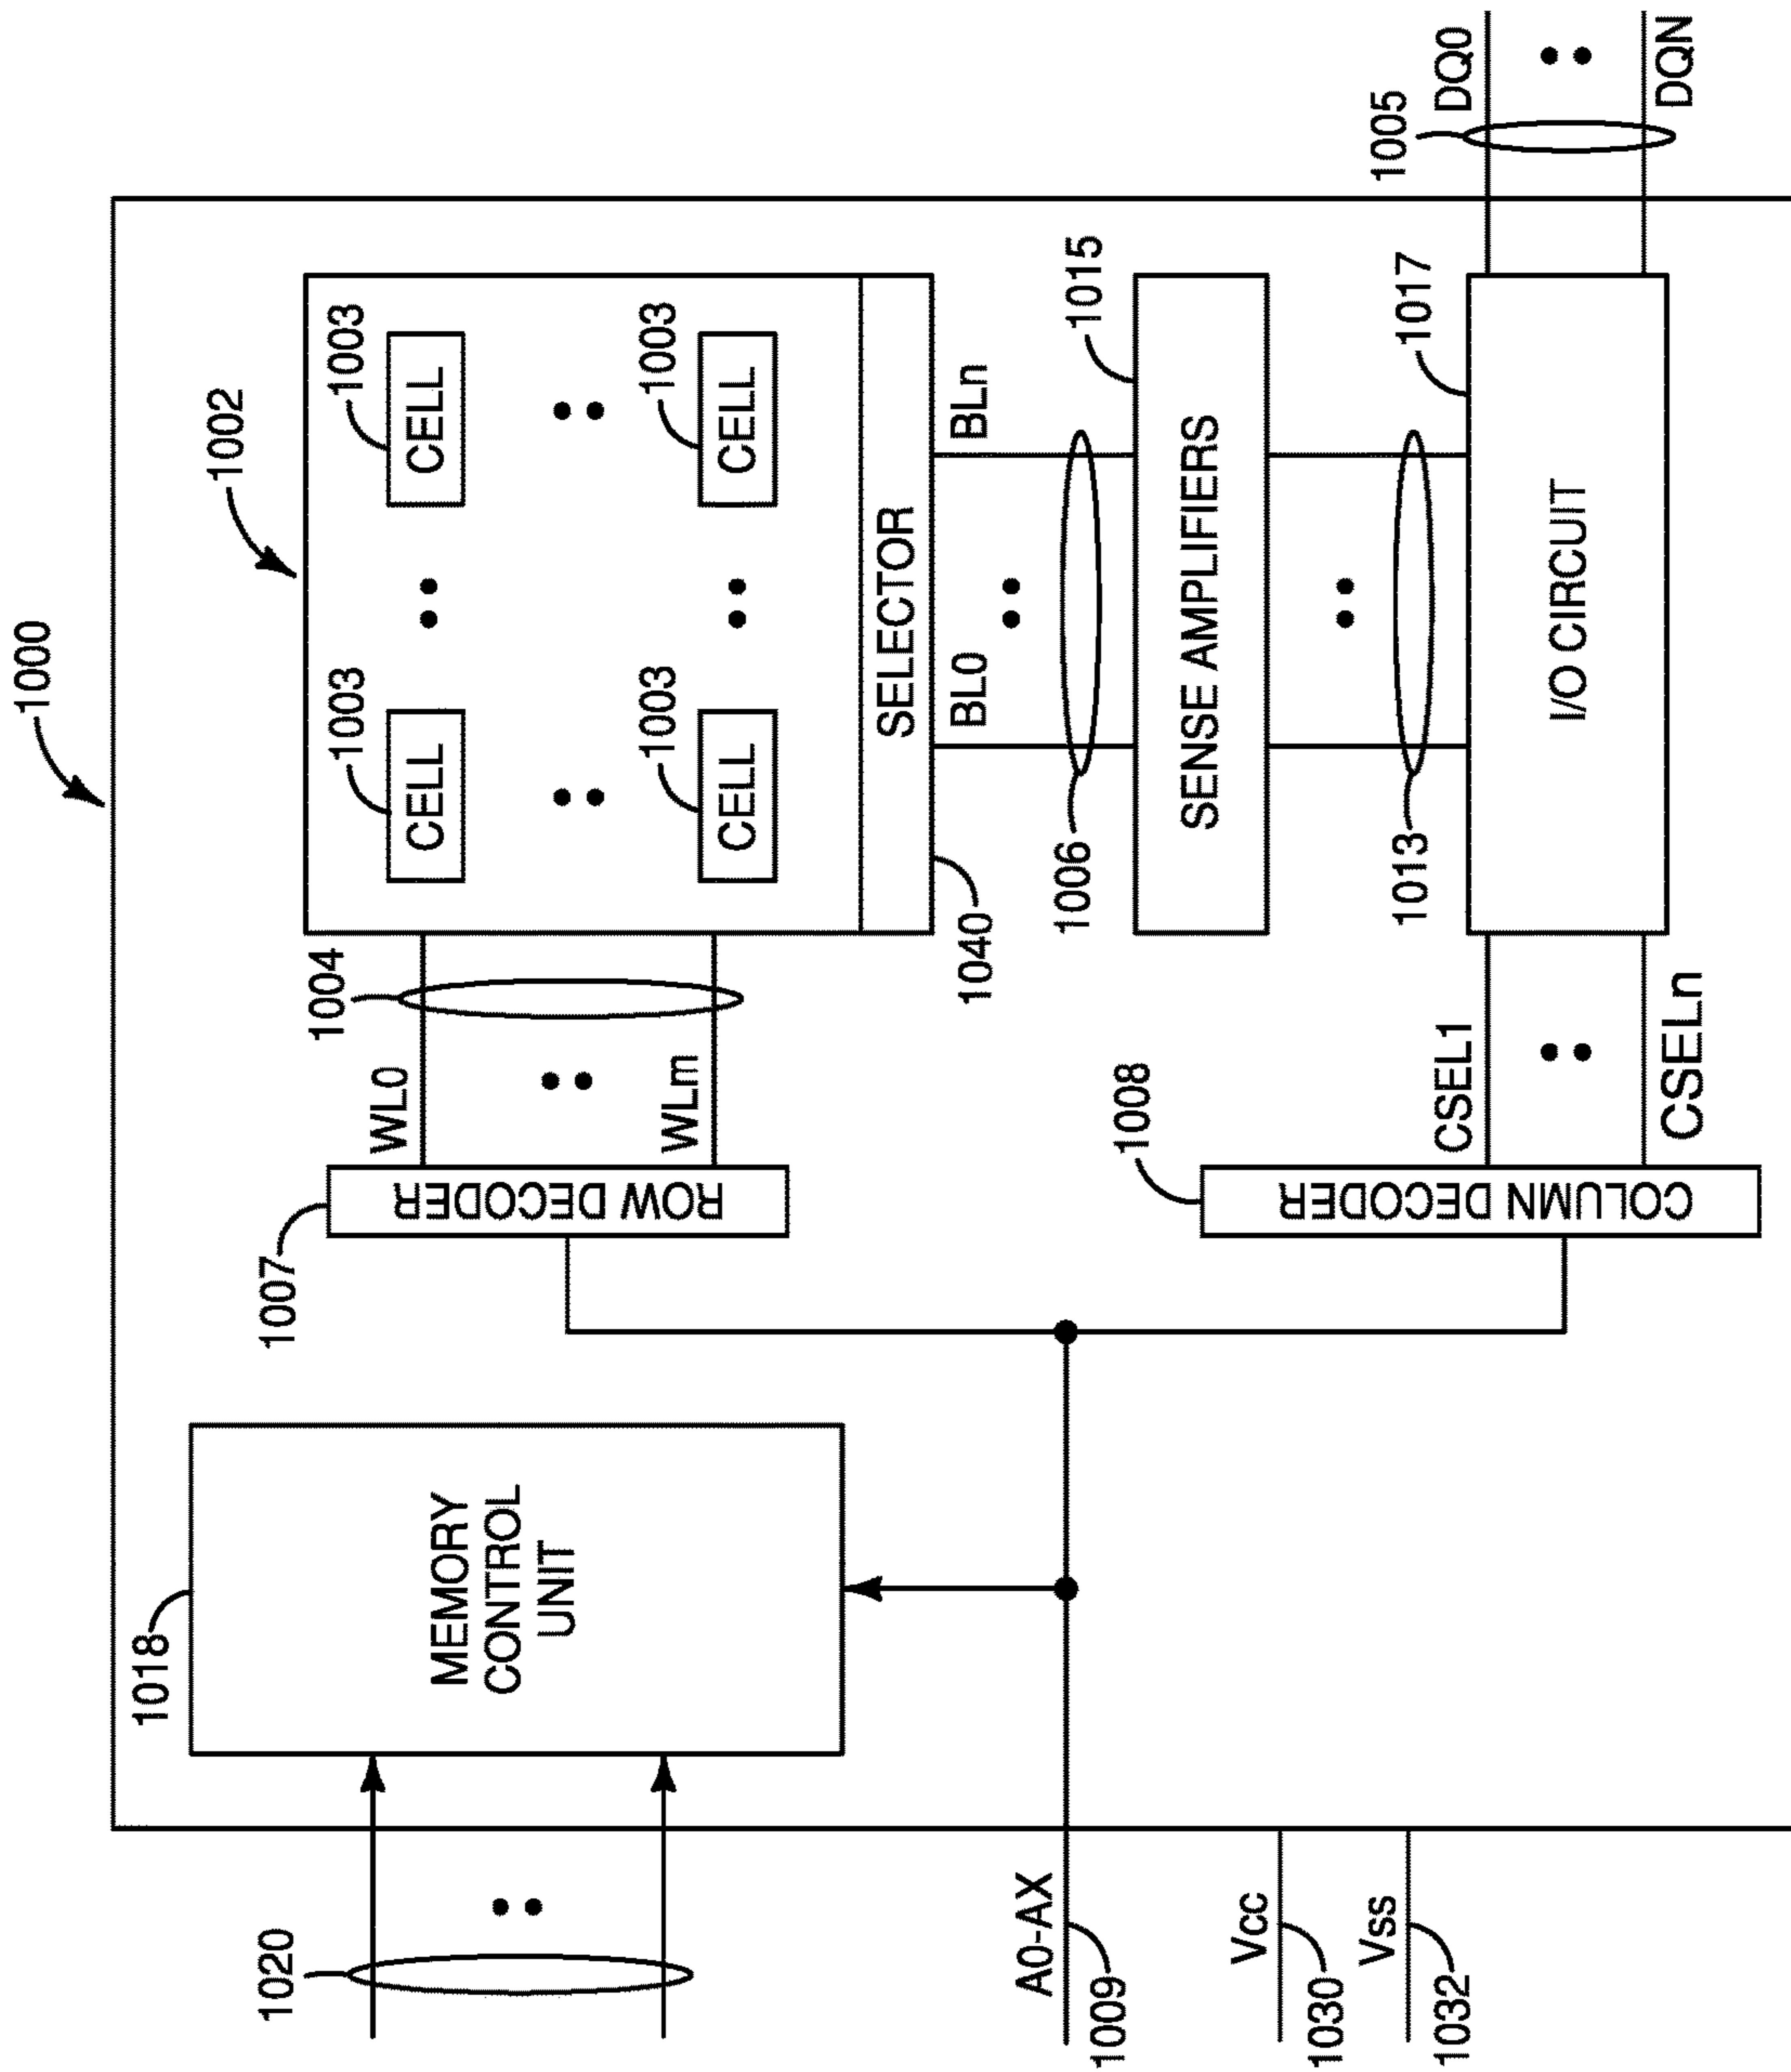 1000
1002
1003
CELL
1003
CELL
1003
CELL
1003
CELL
SELECTOR
1040
1004
WL0
WLm
ROW DECODER
1007
1018
MEMORY
CONTROL
UNIT
1020
BL0
BLn
1006
1015
SENSE AMPLIFIERS
1013
1017
I/O CIRCUIT
1005
DQ0
DQN
CSEL1
CSELn
1008
COLUMN DECODER
A0-AX
1009
Vcc
1030
Vss
1032